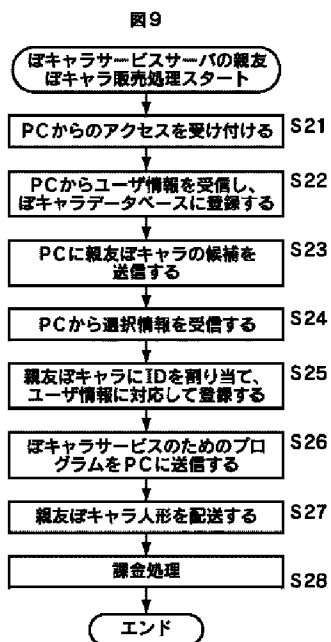 図9
ぽキャラサービスサーバの親友
ぽキャラ販売処理スタート
PCからのアクセスを受け付ける
S21
PCからユーザ情報を受信し、
ぽキャラデータベースに登録する
S22
PCに親友ぽキャラの候補を
送信する
S23
PCから選択情報を受信する
S24
親友ぽキャラにIDを割り当て、
ユーザ情報に対応して登録する
S25
ぽキャラサービスのためのプロ
グラムをPCに送信する
S26
親友ぽキャラ人形を配送する
S27
課金処理
S28
エンド